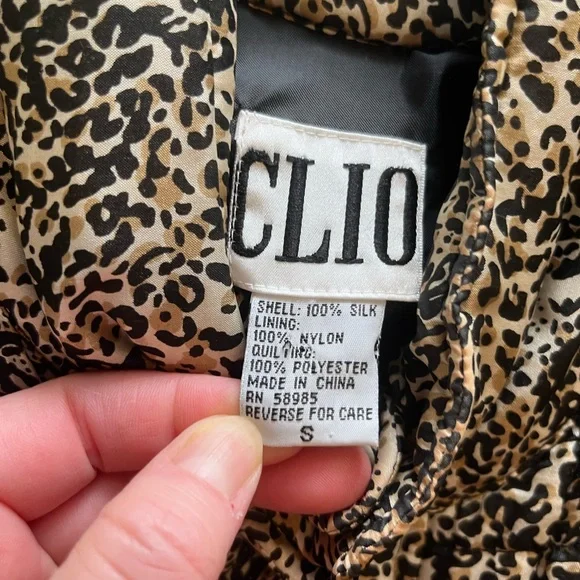 CLIO
SHELL: 100% SILK
LINING:
100% NYLON
QUILTING:
100% POLYESTER
MADE IN CHINA
RN 58985
REVERSE FOR CARE
S